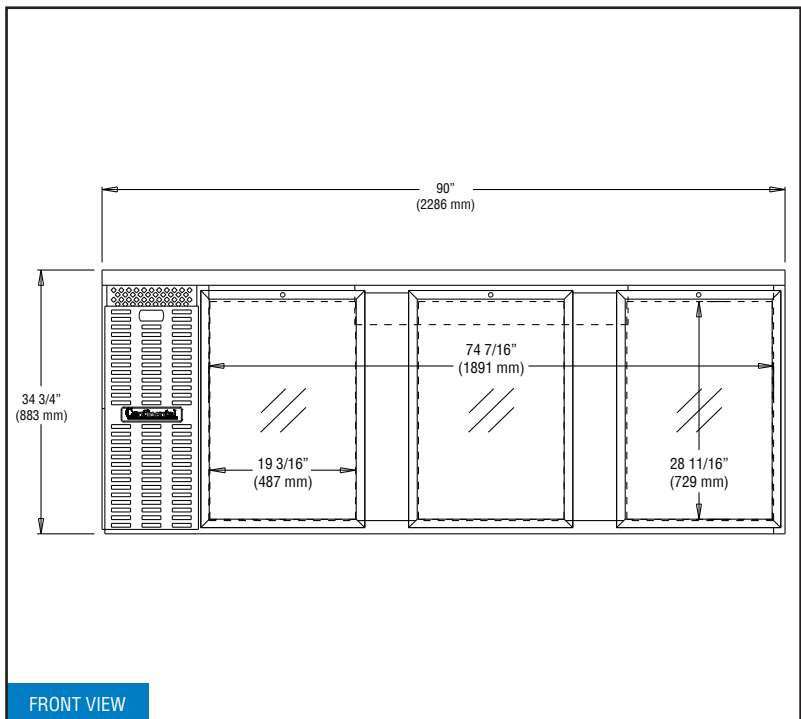 90”
(2286 mm)
74 7/16”
(1891 mm)
34 3/4”
(883 mm)
Continental
19 3/16”
(487 mm)
28 11/16”
(729 mm)
FRONT VIEW